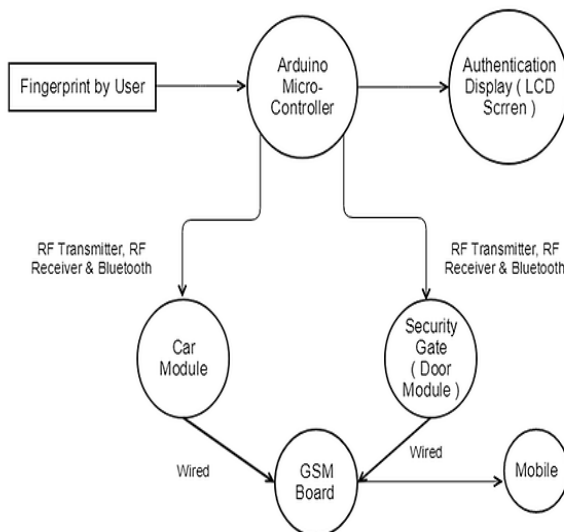 Fingerprint by User
Arduino
Micro-
Controller
Authentication
Display ( LCD
Scrren )
RF Transmitter, RF
Receiver & Bluetooth
RF Transmitter, RF
Receiver & Bluetooth
Car
Module
Security
Gate
( Door
Module )
Wired
GSM
Board
Wired
Mobile